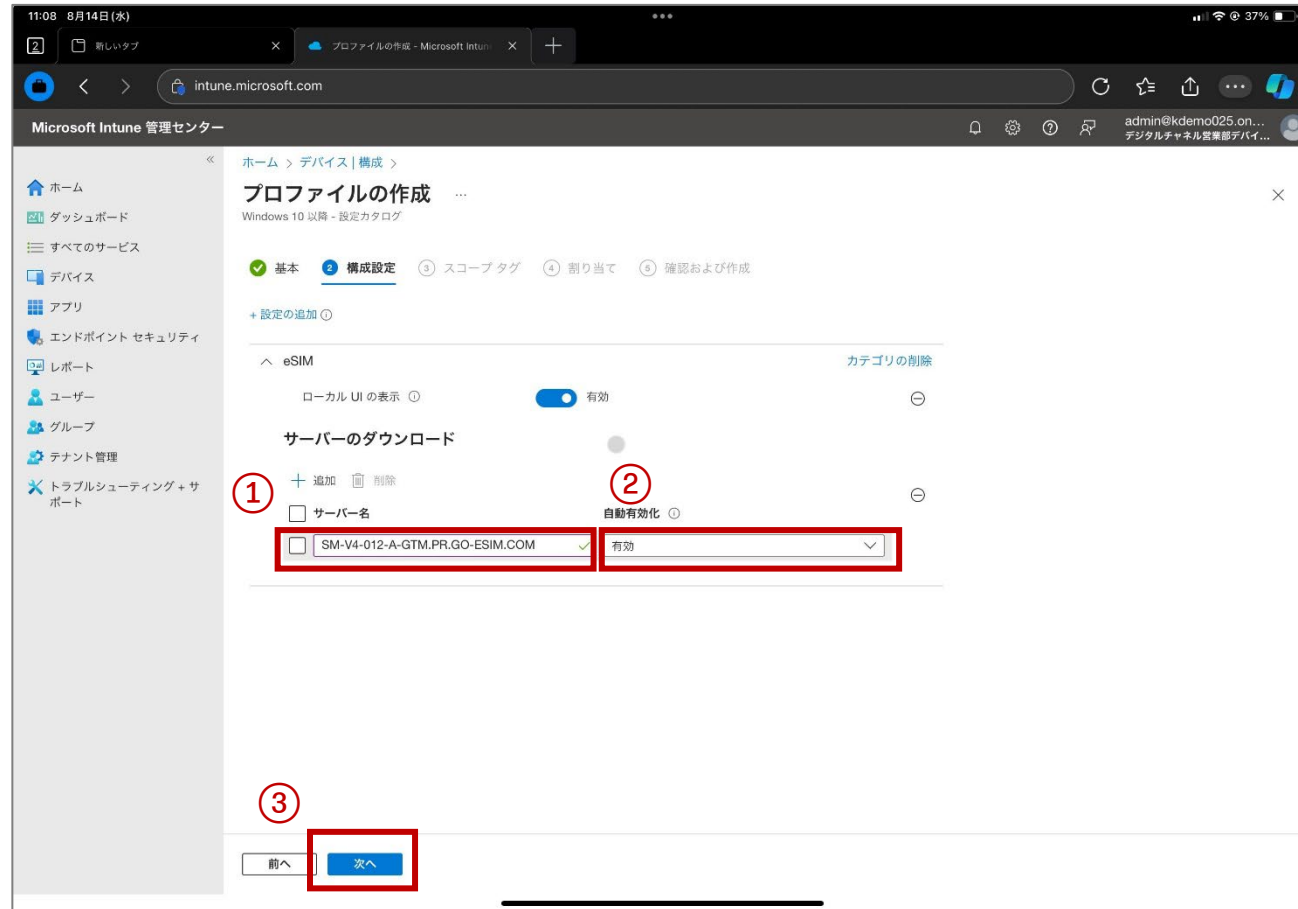 11:08 8月14日(水)
37%
2
新しいタブ
プロファイルの作成 - Microsoft Intun
intune.microsoft.com
Microsoft Intune 管理センター
admin@kdemo025.on...
デジタルチャネル営業部デバイ...
ホーム > デバイス | 構成 >
プロファイルの作成 ...
Windows 10 以降 - 設定カタログ
ホーム
ダッシュボード
すべてのサービス
デバイス
アプリ
エンドポイント セキュリティ
レポート
ユーザー
グループ
テナント管理
トラブルシューティング + サ
ポート
基本 2 構成設定 3 スコープ タグ 4 割り当て 5 確認および作成
+ 設定の追加
eSIM カテゴリの削除
ローカル UI の表示 有効
サーバーのダウンロード
① + 追加 削除 ②
サーバー名 自動有効化
SM-V4-012-A-GTM.PR.GO-ESIM.COM 有効
③
前へ 次へ